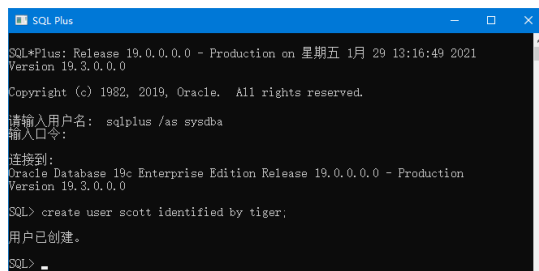 SQL Plus
SQL*Plus: Release 19.0.0.0.0 - Production on 星期五 1月 29 13:16:49 2021
Version 19.3.0.0.0
Copyright (c) 1982, 2019, Oracle.  All rights reserved.
请输入用户名:  sqlplus /as sysdba
输入口令:
连接到:
Oracle Database 19c Enterprise Edition Release 19.0.0.0.0 - Production
Version 19.3.0.0.0
SQL> create user scott identified by tiger;
用户已创建。
SQL>